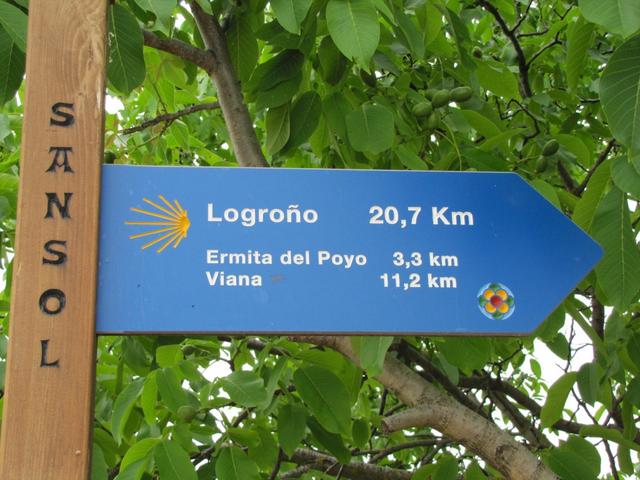 SANSOL
Logroño 20,7 Km
Ermita del Poyo 3,3 km
Viana 11,2 km